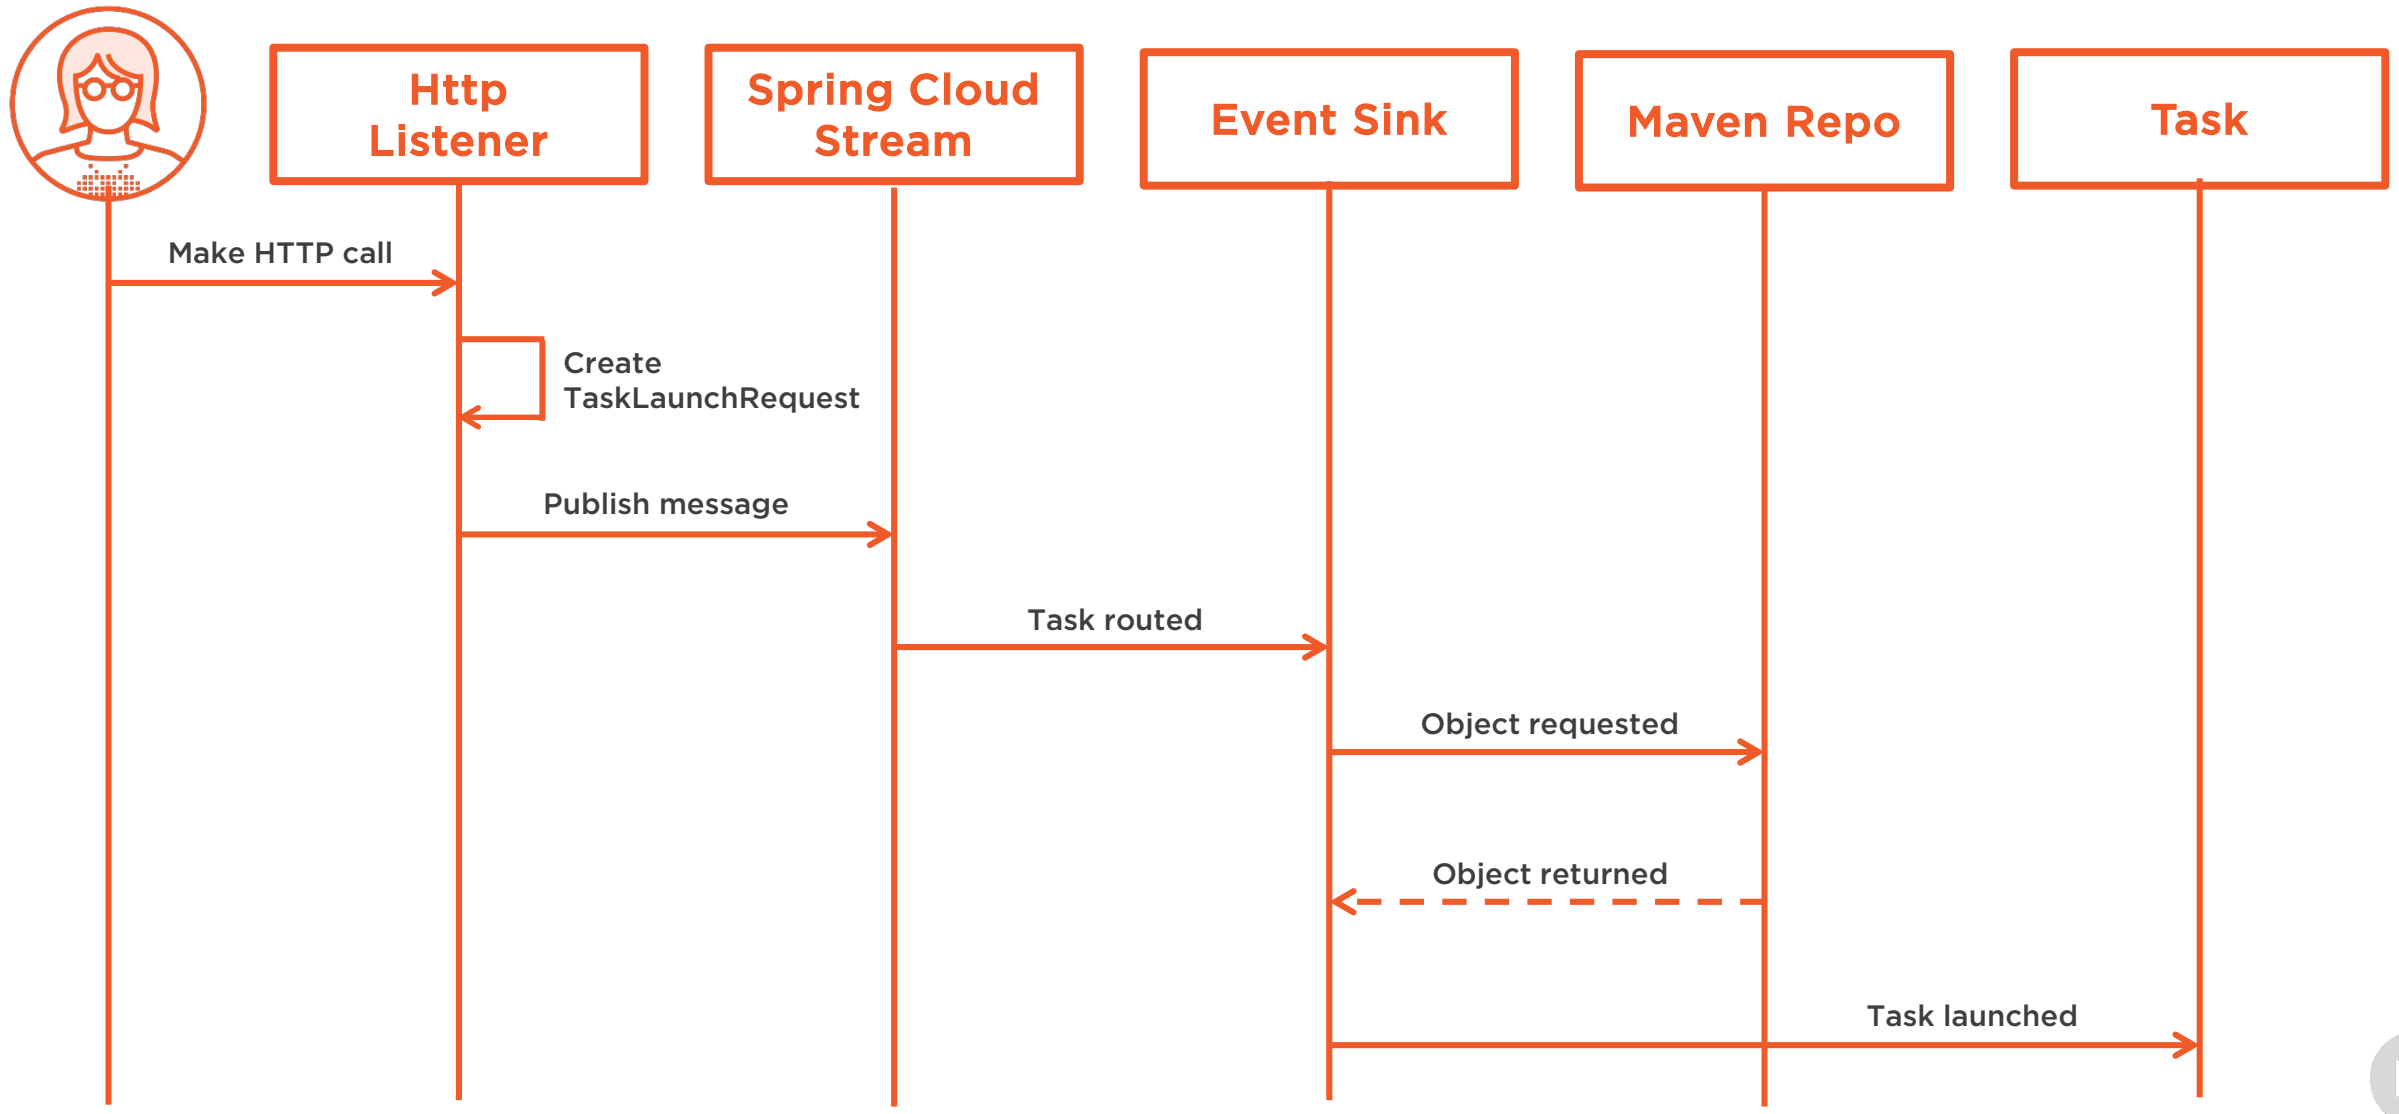 Http
Listener
Spring Cloud
Stream
Event Sink
Maven Repo
Task
Make HTTP call
Create
TaskLaunchRequest
Publish message
Task routed
Object requested
Object returned
Task launched